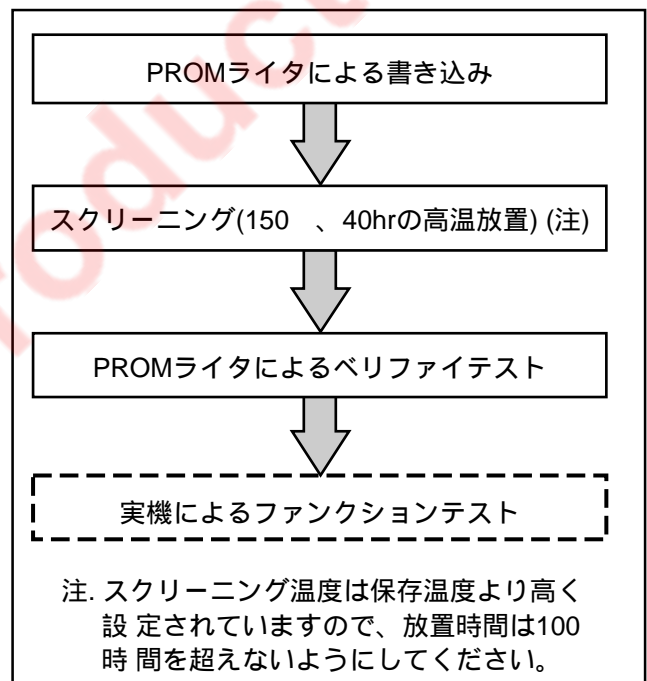 PROMライタによる書き込み
スクリーニング(150　、40hrの高温放置) (注)
PROMライタによるベリファイテスト
実機によるファンクションテスト
注. スクリーニング温度は保存温度より高く
設 定されていますので、放置時間は100
時 間を超えないようにしてください。
roduct